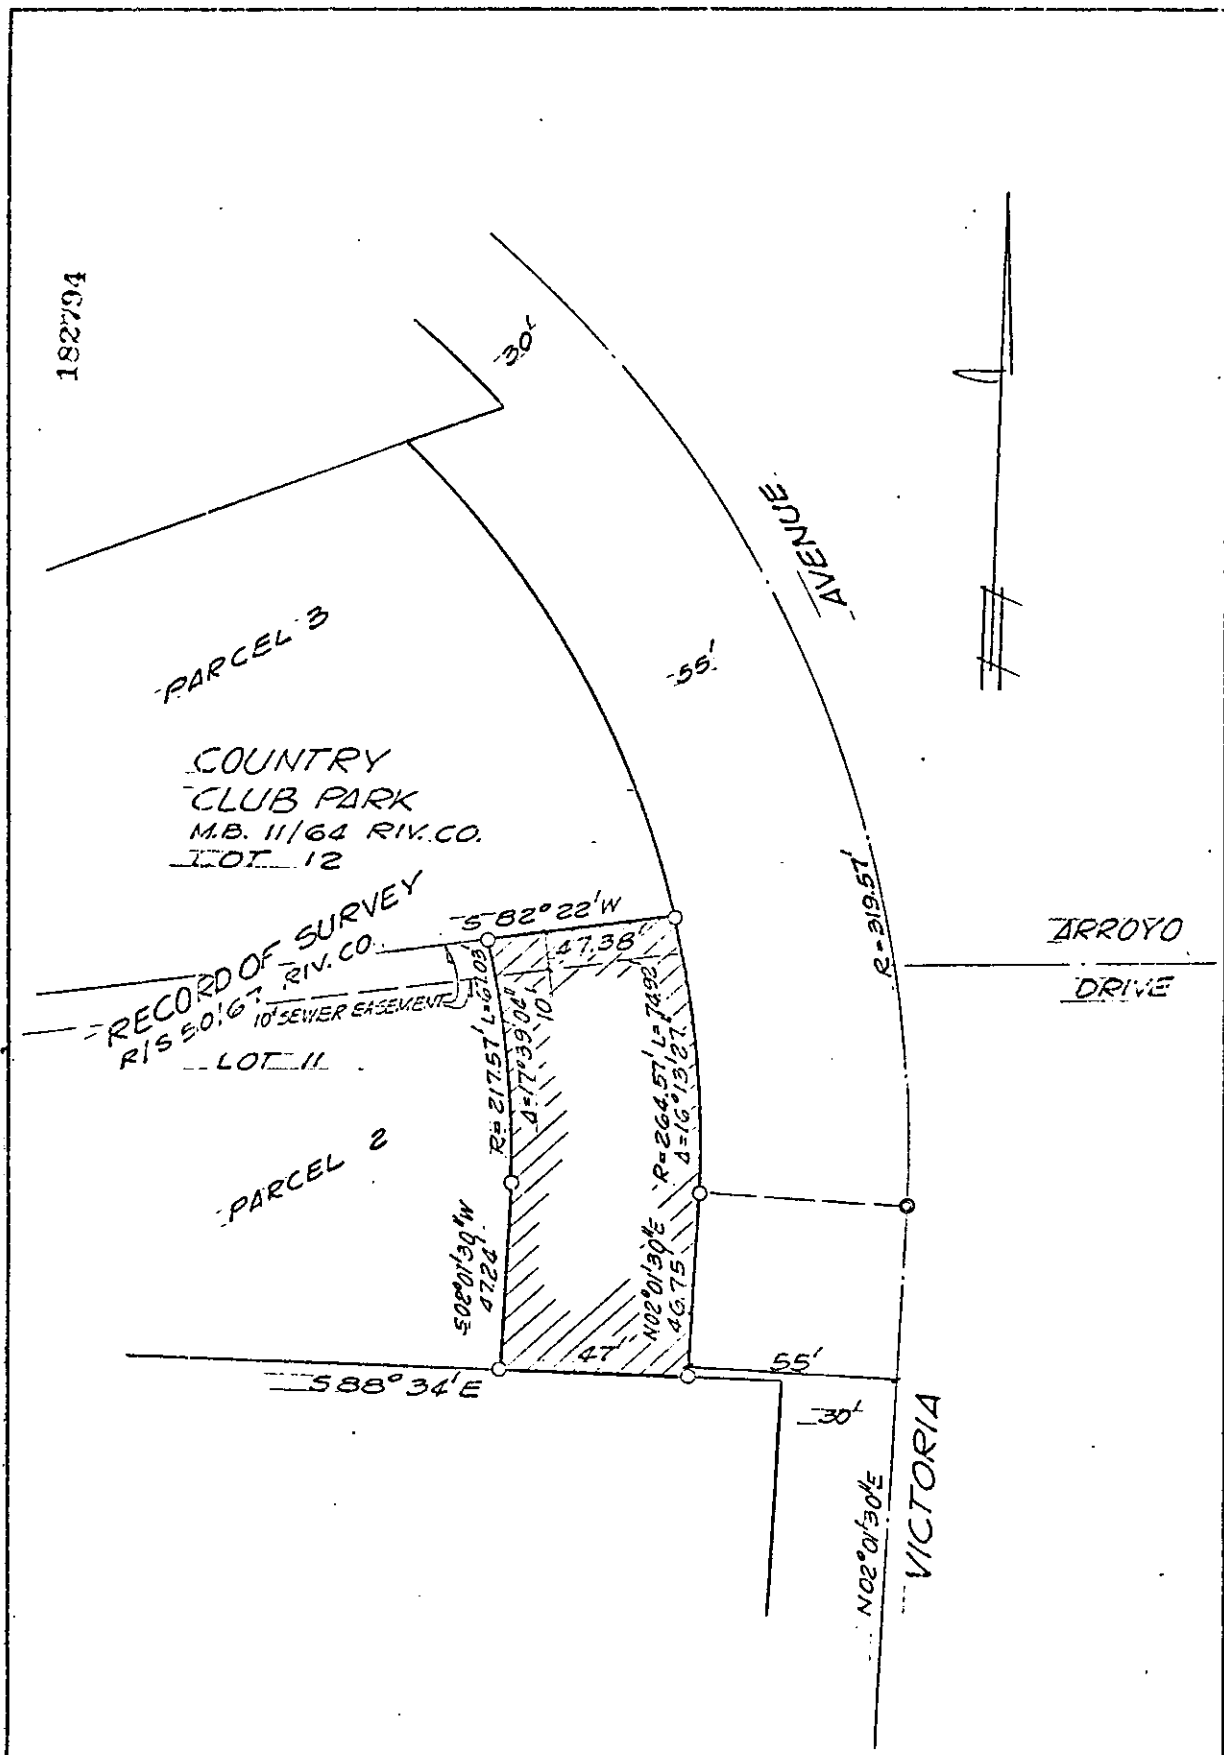 182794
30'
AVENUE
55'
PARCEL 3
COUNTRY
CLUB PARK
M.B. 11/64 RIV. CO.
LOT 12
R=319.57'
ARROYO
DRIVE
S 82° 22' W
47.38'
RECORD OF SURVEY
R/S 50/67 RIV. CO.
10' SEWER EASEMENT
LOT 11
R=217.57' L=67.03'
Δ=17°39'04"
10'
R=264.57' L=74.92'
Δ=16°13'27"
PARCEL 2
S02°01'30"W
47.24'
N02°01'30"E
46.75'
47'
55'
S88° 34' E
30'
N02°01'30"E
VICTORIA